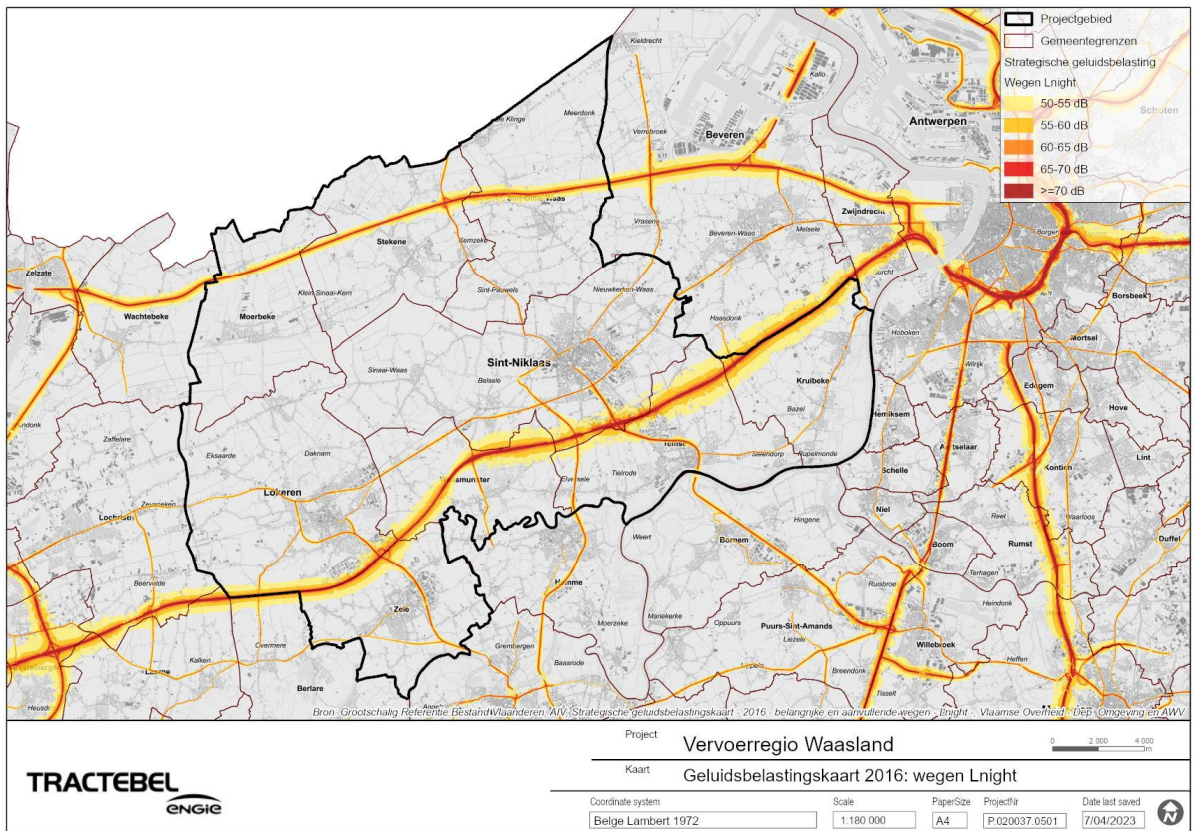 Projectgebied
Gemeentegrenzen
Strategische geluidsbelasting
Wegen Lnight
50-55 dB
55-60 dB
60-65 dB
65-70 dB
>=70 dB
Schoten
Kieldrecht
Kallo
Meerdonk
Verrebroek
Beveren
Antwerpen
Zwijndrecht
Vrasene
Stekene
Kemzeke
Beveren-Waas
Melsele
Zelzate
Wachtebeke
Klein Sinaai-Kern
Moerbeke
Sint-Pauwels
Nieuwkerken-Waas
Borsbeek
Haasdonk
Hoboken
Mortsel
Wilrijk
Sint-Niklaas
Edegem
Sinaai-Waas
Belsele
Kruibeke
Hove
Bazel
Hemiksem
Zaffelare
Eksaarde
Daknam
Steendorp
Rupelmonde
Lint
Schelle
Kontich
Tielrode
Elversele
Lokeren
Zeveneken
Niel
Reet
Waarloos
Hingene
Weert
Bornem
Boom
Rumst
Duffel
Terhagen
Beervelde
Zele
Moerzeke
Mariekerke
Oppuurs
Puurs-Sint-Amands
Liezele
Heindonk
Willebroek
Overmere
Grembergen
Kalken
Baasrode
Heffen
Breendonk
Berlare
Tisselt
Heusden
Bron: Grootschalig Referentie Bestand Vlaanderen, AIV; Strategische geluidsbelastingskaart - 2016 - belangrijke en aanvullende wegen - Lnight -, Vlaamse Overheid - Dep. Omgeving en AWV
Project Vervoerregio Waasland
0 2 000 4 000
m
Kaart Geluidsbelastingskaart 2016: wegen Lnight
TRACTEBEL
ENGIE
Coordinate system Scale PaperSize ProjectNr Date last saved
Belge Lambert 1972 1:180 000 A4 P.020037.0501 7/04/2023
N